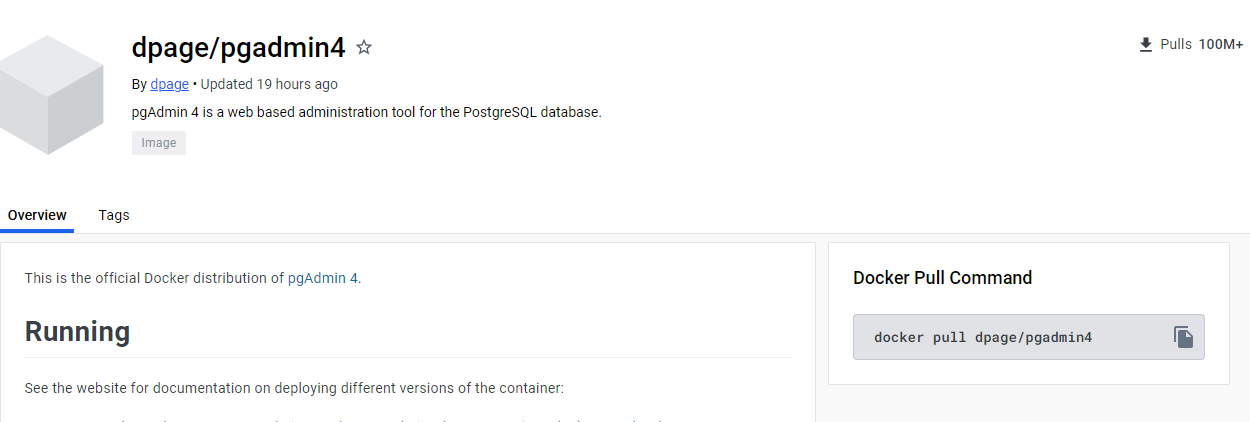 dpage/pgadmin4
Pulls 100M+
By dpage • Updated 19 hours ago
pgAdmin 4 is a web based administration tool for the PostgreSQL database.
Image
Overview
Tags
This is the official Docker distribution of pgAdmin 4.
Running
See the website for documentation on deploying different versions of the container:
Docker Pull Command
docker pull dpage/pgadmin4